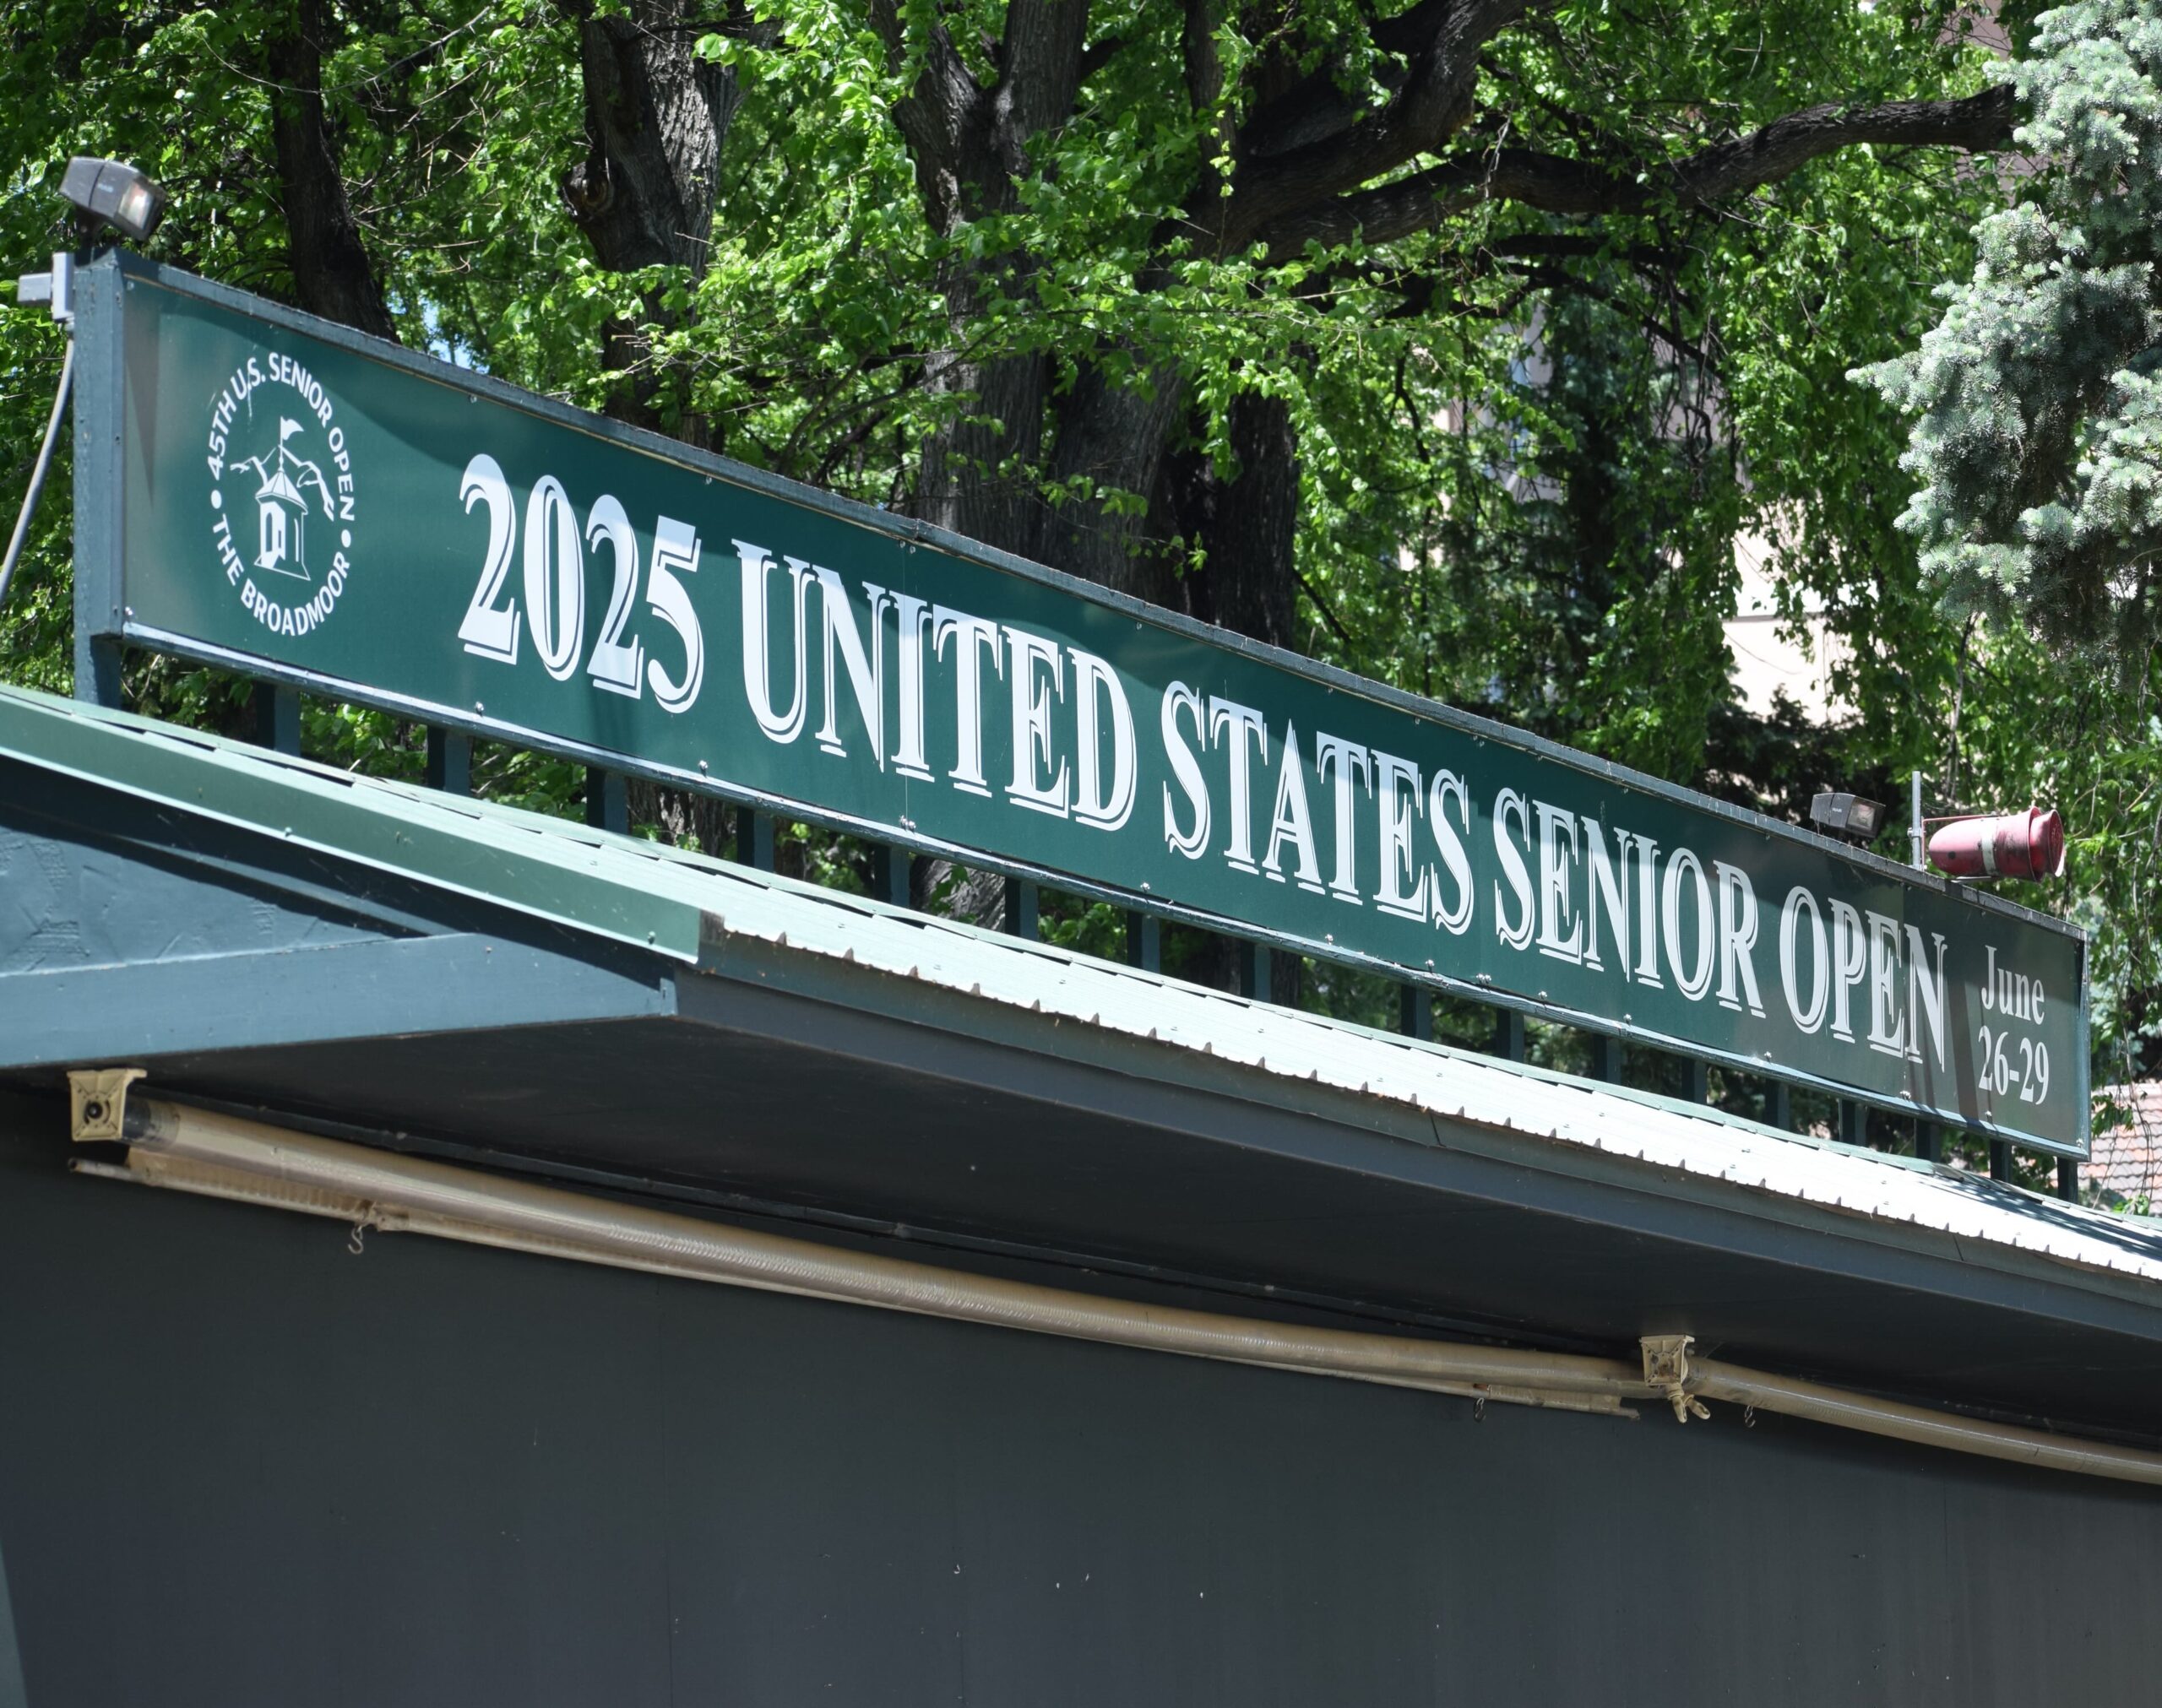 45TH U.S. SENIOR OPEN
• THE BROADMOOR •
2025 UNITED STATES SENIOR OPEN
June
26-29